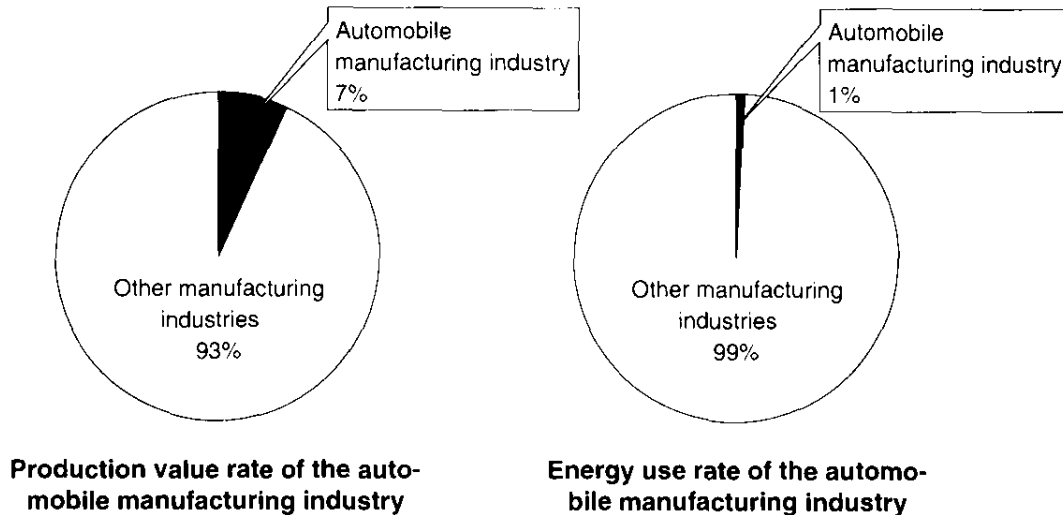 Automobile
manufacturing industry
7%
Other manufacturing
industries
93%
Production value rate of the auto-
mobile manufacturing industry
Automobile
manufacturing industry
1%
Other manufacturing
industries
99%
Energy use rate of the automo-
bile manufacturing industry